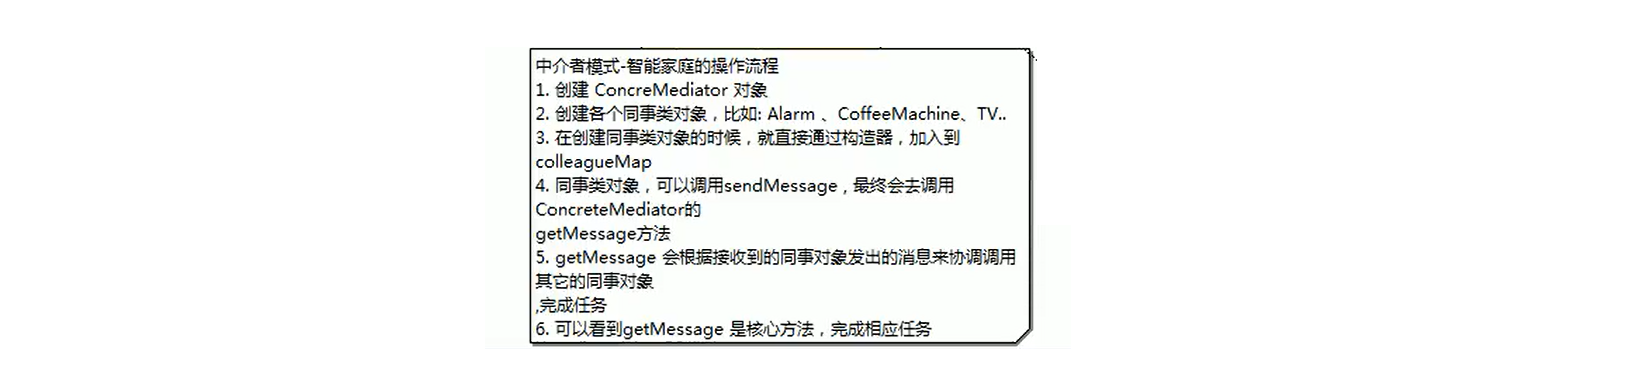 中介者模式-智能家庭的操作流程
1. 创建 ConcreMediator 对象
2. 创建各个同事类对象，比如: Alarm 、CoffeeMachine、TV..
3. 在创建同事类对象的时候，就直接通过构造器，加入到
colleagueMap
4. 同事类对象，可以调用sendMessage，最终会去调用
ConcreteMediator的
getMessage方法
5. getMessage 会根据接收到的同事对象发出的消息来协调调用
其它的同事对象
,完成任务
6. 可以看到getMessage 是核心方法，完成相应任务